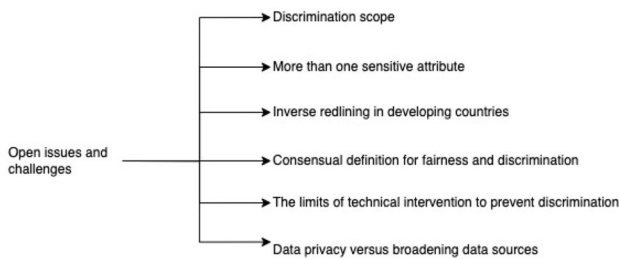 Discrimination scope
More than one sensitive attribute
Inverse redlining in developing countries
Open issues and
challenges
Consensual definition for fairness and discrimination
The limits of technical intervention to prevent discrimination
Data privacy versus broadening data sources